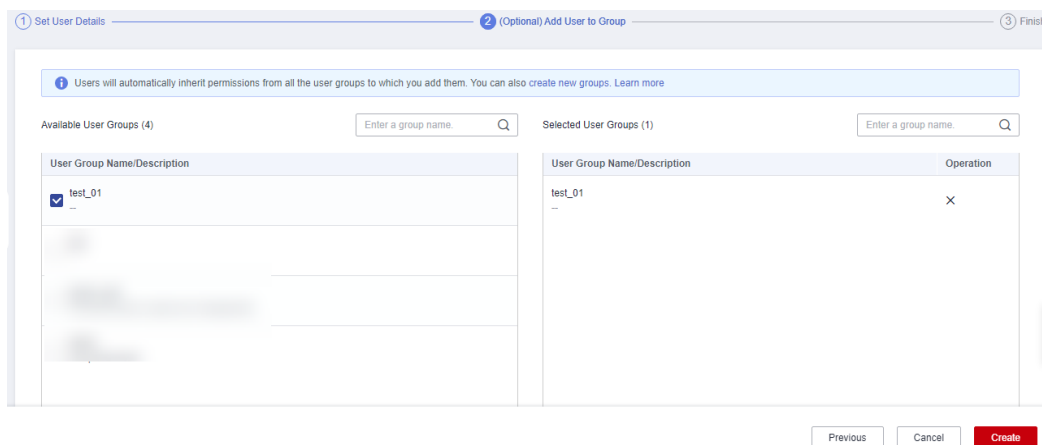 1 Set User Details 2 (Optional) Add User to Group 3 Finish
Users will automatically inherit permissions from all the user groups to which you add them. You can also create new groups. Learn more
Available User Groups (4) Enter a group name. Selected User Groups (1) Enter a group name.
User Group Name/Description User Group Name/Description Operation
test_01 test_01
-- --
Previous Cancel Create